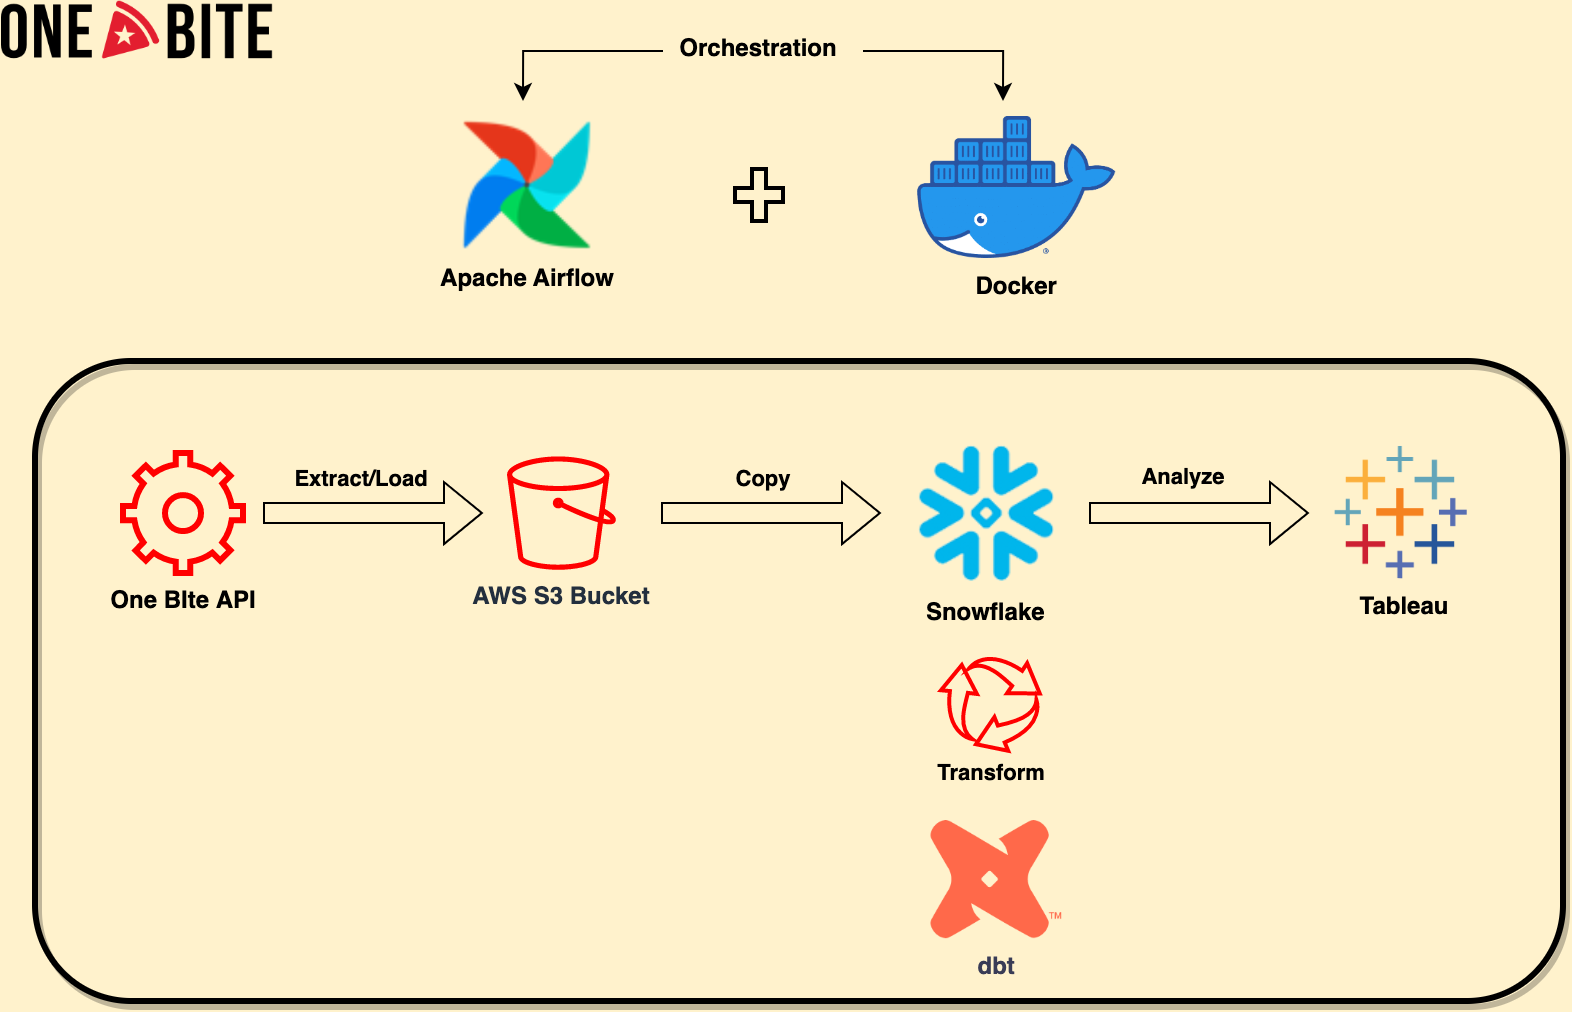 ONE BITE
Orchestration
Apache Airflow
Docker
®
Extract/Load
Copy
Analyze
One BIte API
AWS S3 Bucket
Snowflake
Tableau
Transform
TM
dbt